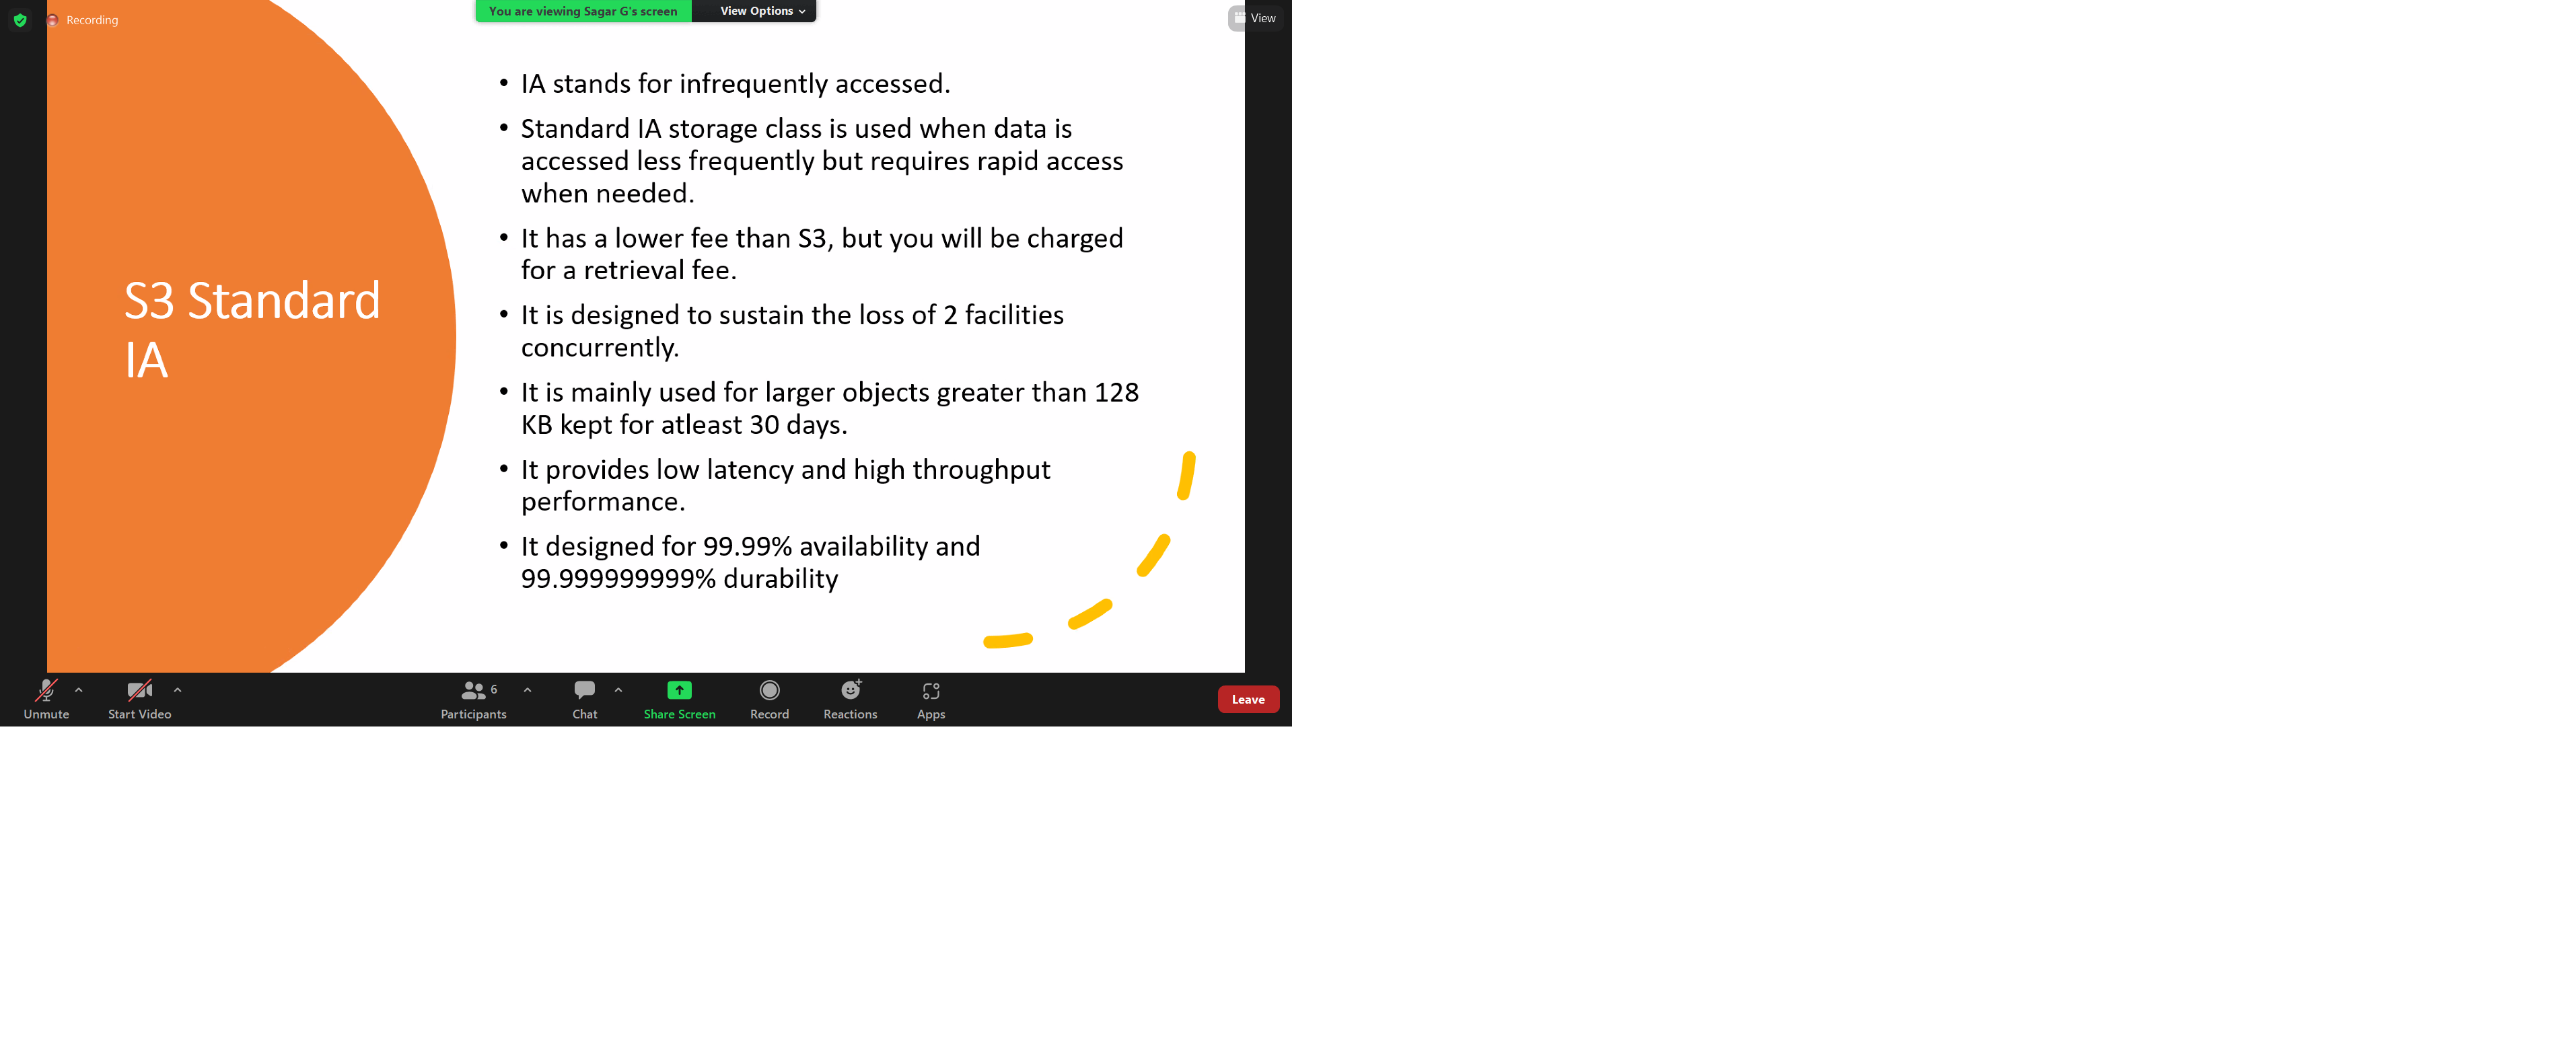 Recording
You are viewing Sagar G's screen
View Options
View
S3 Standard
IA
• IA stands for infrequently accessed.
• Standard IA storage class is used when data is
accessed less frequently but requires rapid access
when needed.
• It has a lower fee than S3, but you will be charged
for a retrieval fee.
• It is designed to sustain the loss of 2 facilities
concurrently.
• It is mainly used for larger objects greater than 128
KB kept for atleast 30 days.
• It provides low latency and high throughput
performance.
• It designed for 99.99% availability and
99.999999999% durability
Unmute
Start Video
6
Participants
Chat
Share Screen
Record
Reactions
Apps
Leave